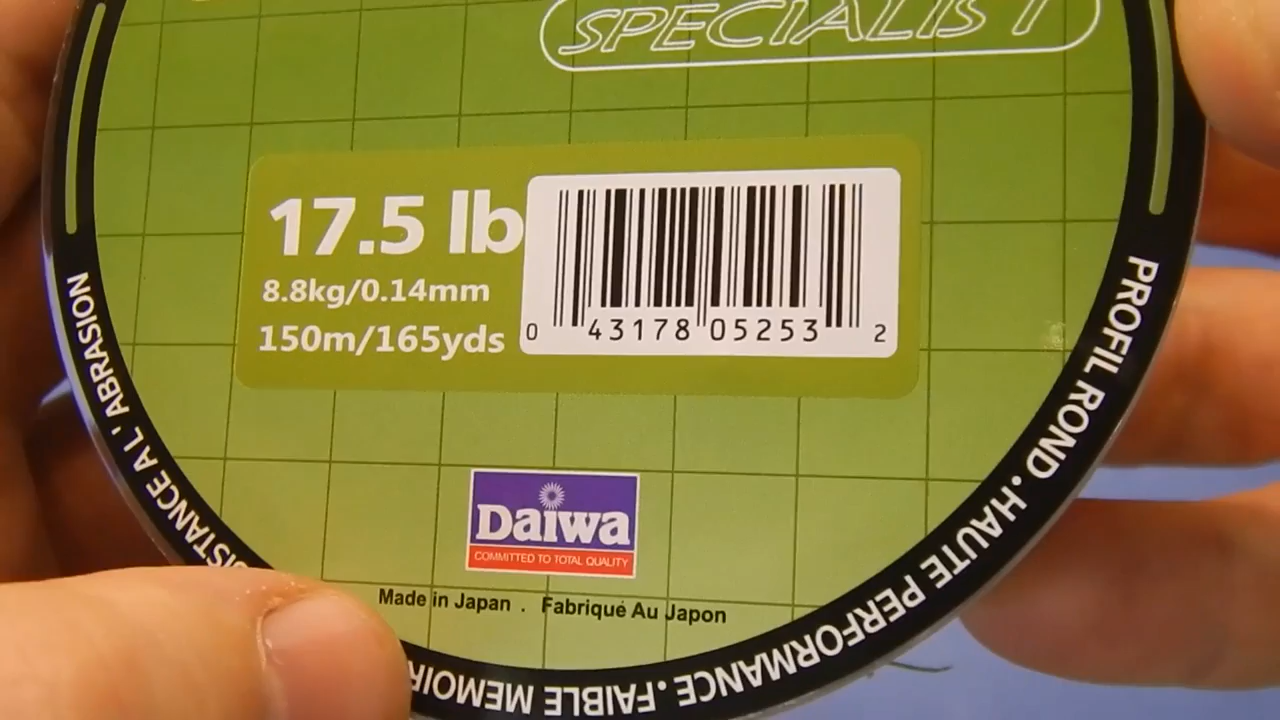 SPECIALIST
17.5 lb
8.8kg/0.14mm
150m/165yds
0 43178 05253 2
Daiwa
COMMITTED TO TOTAL QUALITY
Made in Japan . Fabriqué Au Japon
PROFIL ROND . HAUTE PERFORMANCE . FAIBLE MEMOIR
ISTANCE A L' ABRASION